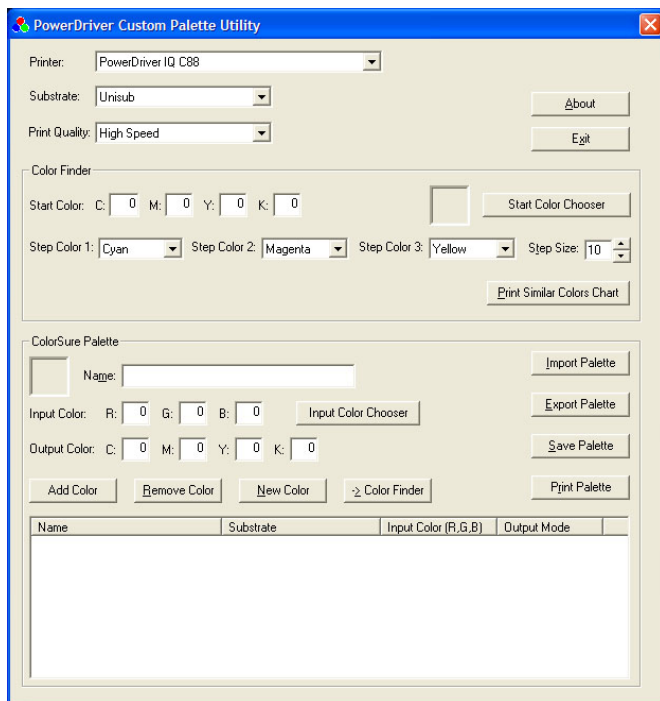 PowerDriver Custom Palette Utility
Printer: PowerDriver IQ C88
Substrate: Unisub
About
Print Quality: High Speed
Exit
Color Finder
Start Color: C: 0 M: 0 Y: 0 K: 0 Start Color Chooser
Step Color 1: Cyan Step Color 2: Magenta Step Color 3: Yellow Step Size: 10
Print Similar Colors Chart
ColorSure Palette
Import Palette
Name:
Input Color: R: 0 G: 0 B: 0 Input Color Chooser Export Palette
Output Color: C: 0 M: 0 Y: 0 K: 0 Save Palette
Add Color Remove Color New Color -> Color Finder Print Palette
Name Substrate Input Color (R,G,B) Output Mode